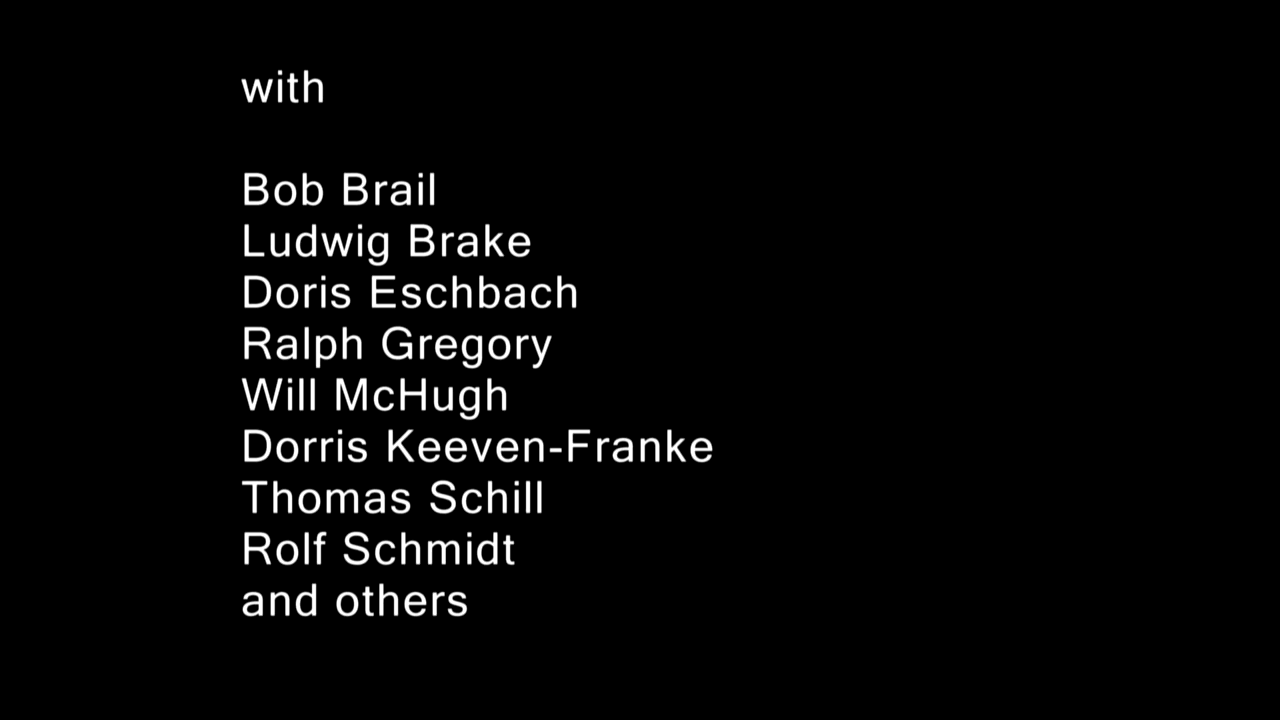 with
Bob Brail
Ludwig Brake
Doris Eschbach
Ralph Gregory
Will McHugh
Dorris Keeven-Franke
Thomas Schill
Rolf Schmidt
and others